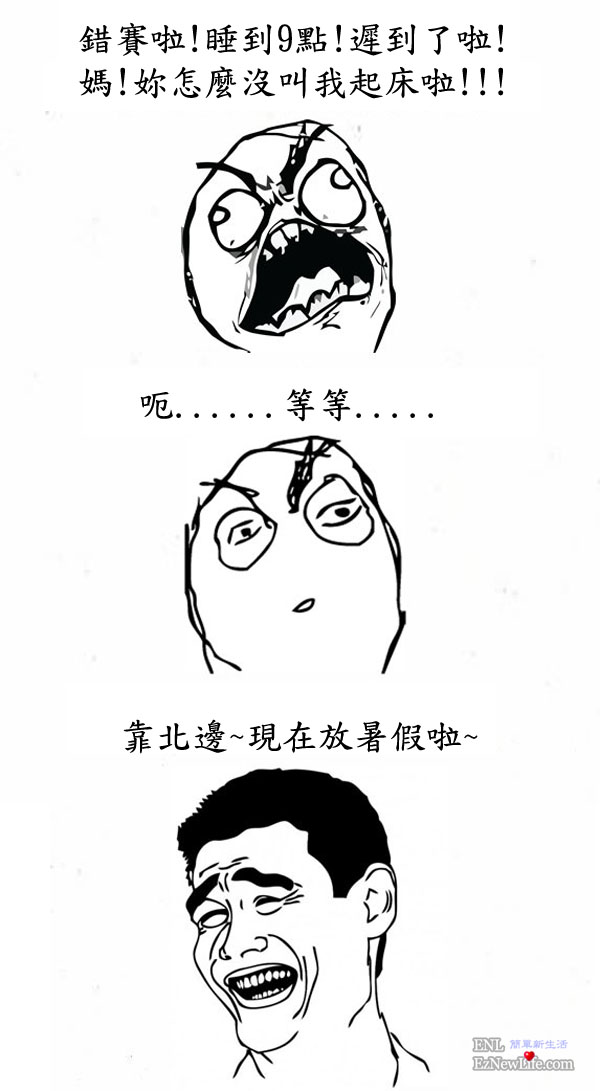 錯賽啦!睡到9點!遲到了啦!
媽!妳怎麼沒叫我起床啦!!!
呃......等等.....
靠北邊~現在放暑假啦~
ENL 簡單新生活
EzNewLife.com